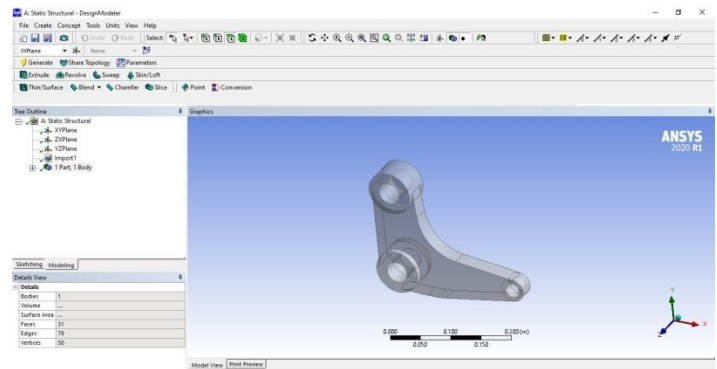 A: Static Structural - DesignModeler
File Create Concept Tools Units View Help
Undo Redo Select:
XYPlane None
Generate Share Topology Parameters
Extrude Revolve Sweep Skin/Loft
Thin/Surface Blend Chamfer Slice Point Conversion
Tree Outline
Graphics
A: Static Structural
XYPlane
ZXPlane
YZPlane
Import1
1 Part, 1 Body
ANSYS
2020 R1
Sketching Modeling
Details View
Details
Bodies 1
Volume ...
Surface Area ...
Faces 31
Edges 79
Vertices 50
0.000 0.100 0.200 (m)
0.050 0.150
Y
X
Z
Model View Print Preview